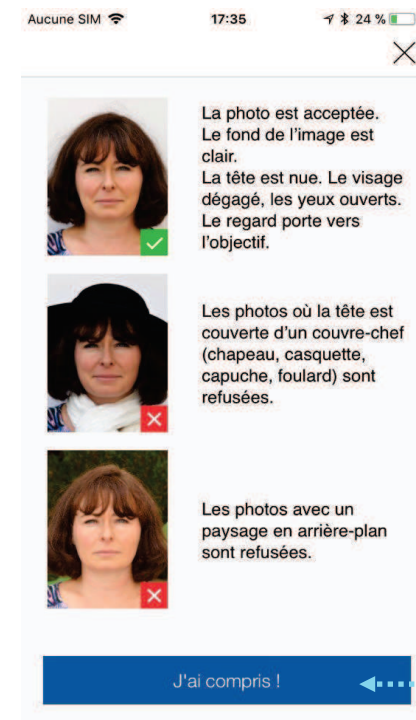 Aucune SIM 17:35 24 %
La photo est acceptée.
Le fond de l'image est
clair.
La tête est nue. Le visage
dégagé, les yeux ouverts.
Le regard porte vers
l'objectif.
Les photos où la tête est
couverte d'un couvre-chef
(chapeau, casquette,
capuche, foulard) sont
refusées.
Les photos avec un
paysage en arrière-plan
sont refusées.
J'ai compris !